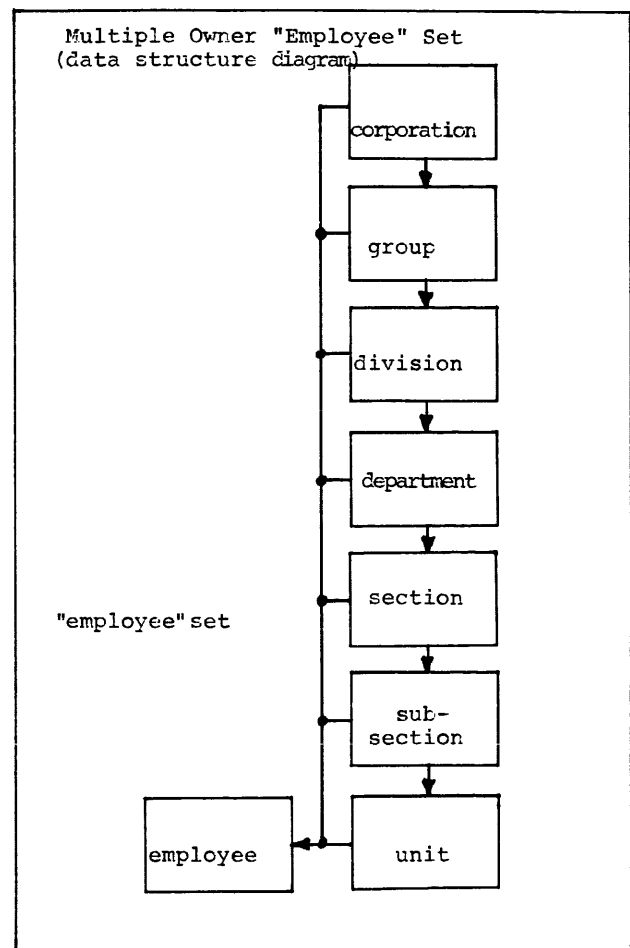 Multiple Owner "Employee" Set
(data structure diagram)
corporation
group
division
department
section
"employee" set
sub-
section
employee
unit